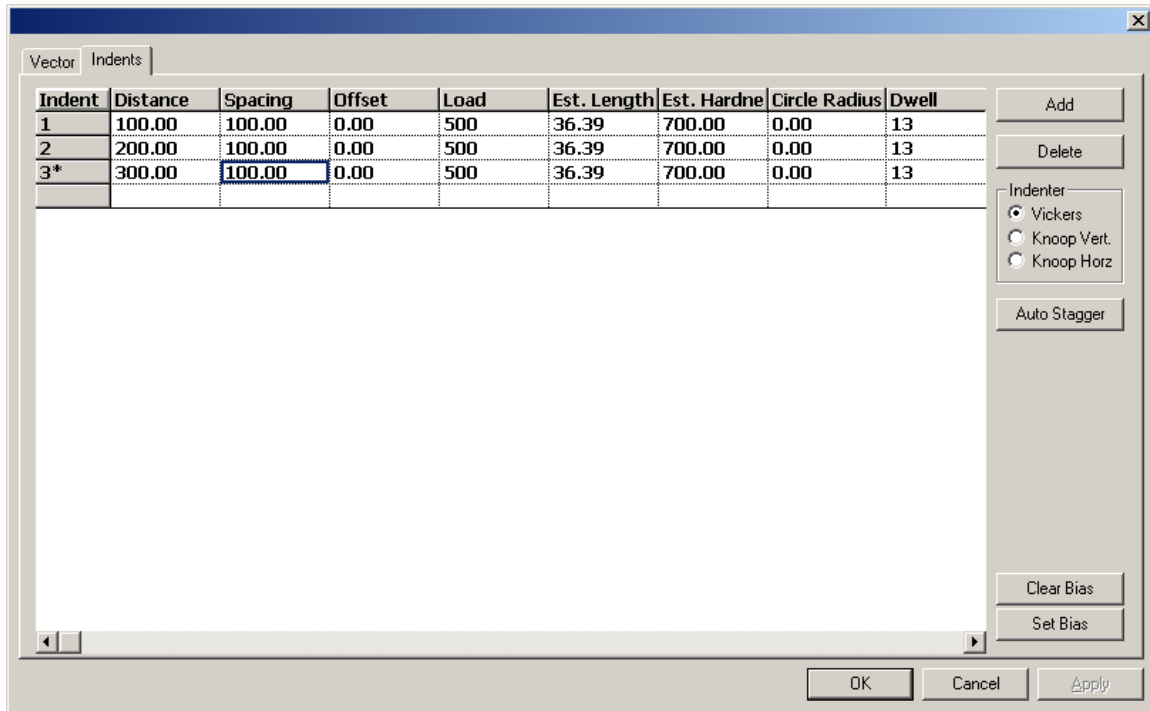 Vector Indents
Indent Distance Spacing Offset Load Est. Length Est. Hardne Circle Radius Dwell
1 100.00 100.00 0.00 500 36.39 700.00 0.00 13
2 200.00 100.00 0.00 500 36.39 700.00 0.00 13
3* 300.00 100.00 0.00 500 36.39 700.00 0.00 13
Add
Delete
Indenter
Vickers
Knoop Vert.
Knoop Horz
Auto Stagger
Clear Bias
Set Bias
OK Cancel Apply